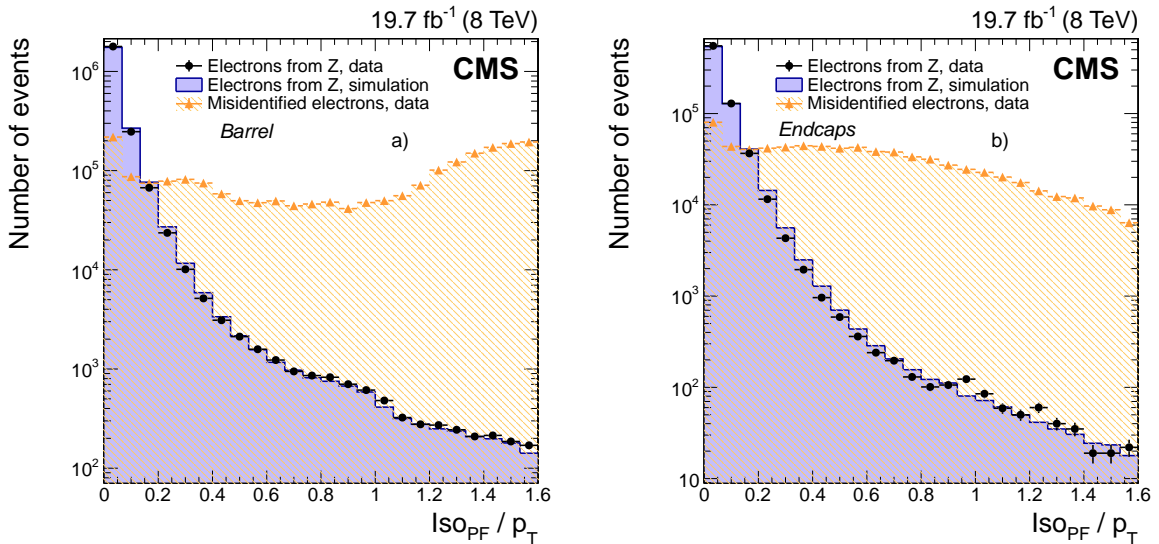 19.7 fb⁻¹ (8 TeV)
Number of events
10⁶
10⁵
10⁴
10³
10²
Electrons from Z, data
Electrons from Z, simulation
Misidentified electrons, data
CMS
Barrel
a)
0 0.2 0.4 0.6 0.8 1 1.2 1.4 1.6
Iso_PF / p_T
19.7 fb⁻¹ (8 TeV)
Number of events
10⁵
10⁴
10³
10²
10
Electrons from Z, data
Electrons from Z, simulation
Misidentified electrons, data
CMS
Endcaps
b)
0 0.2 0.4 0.6 0.8 1 1.2 1.4 1.6
Iso_PF / p_T